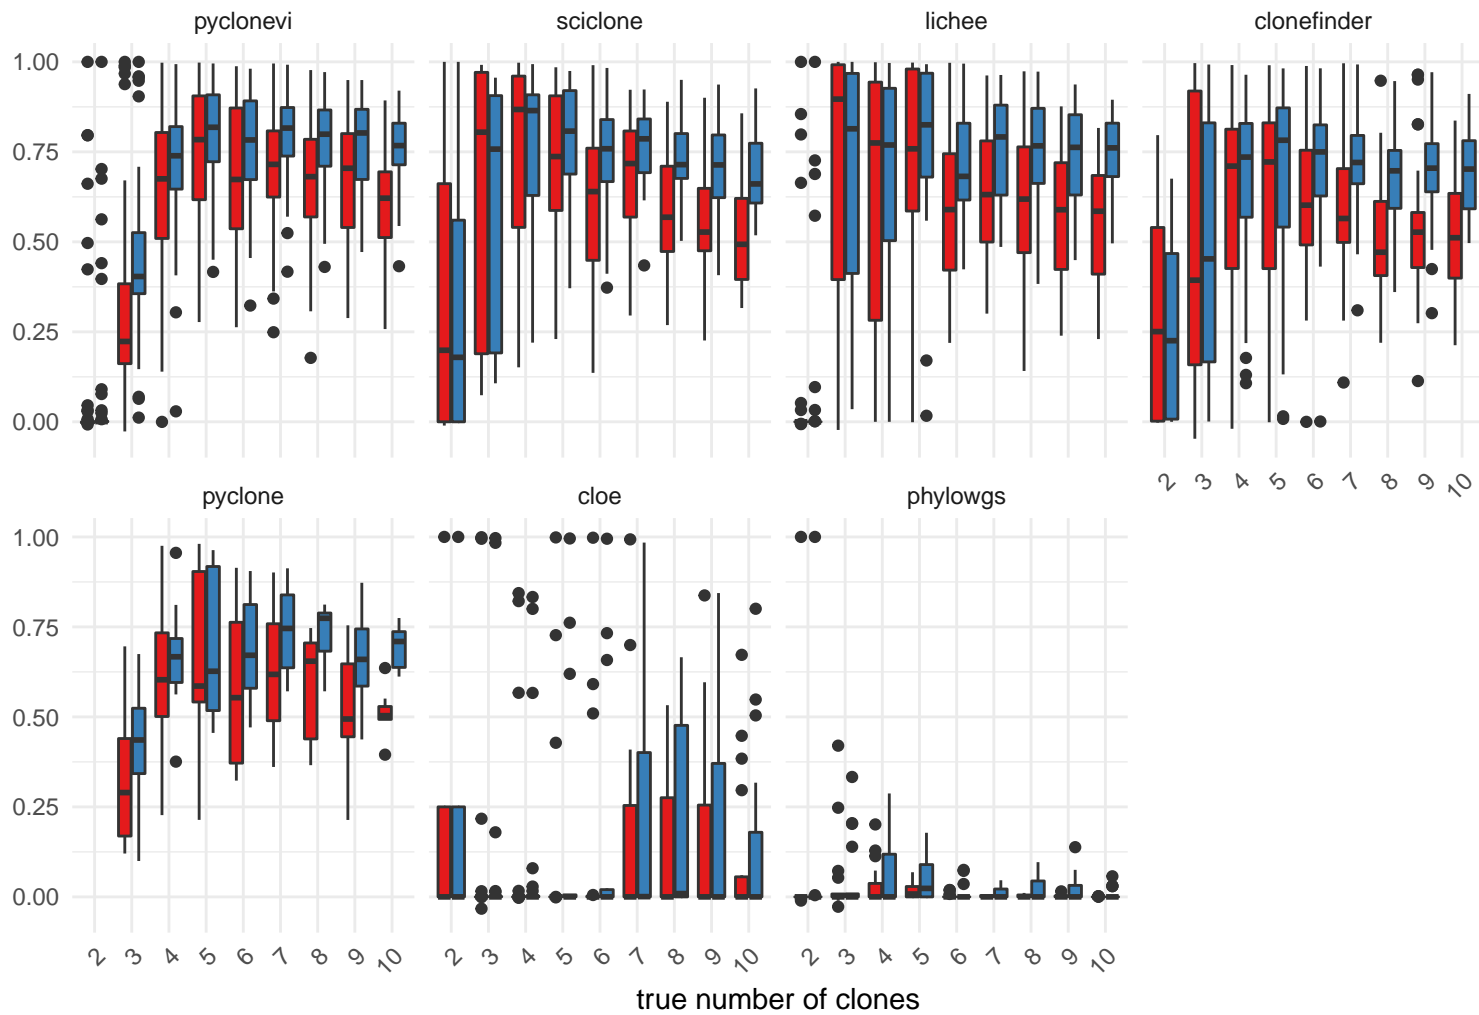 pyclonevi sciclone lichee clonefinder
1.00
0.75
0.50
0.25
0.00
2 3 4 5 6 7 8 9 10
pyclone cloe phylowgs
1.00
0.75
0.50
0.25
0.00
2 3 4 5 6 7 8 9 10 2 3 4 5 6 7 8 9 10 2 3 4 5 6 7 8 9 10
true number of clones